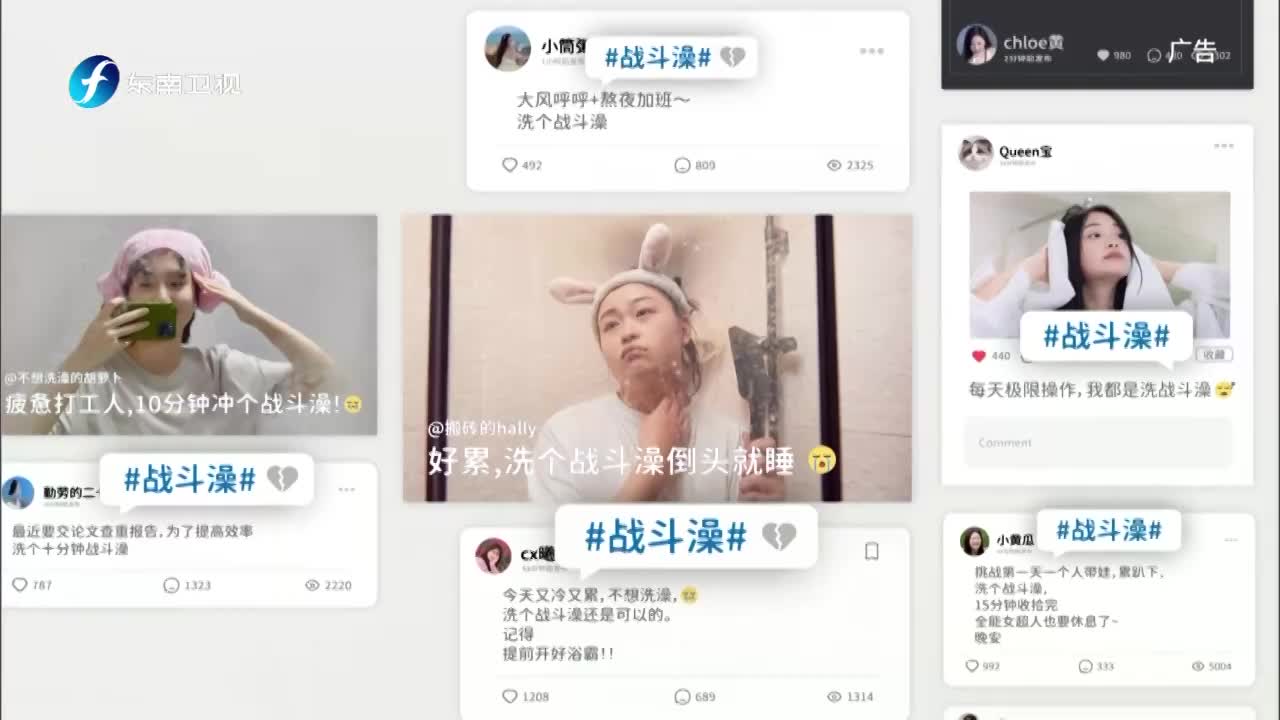 东南卫视
广告
小筒
#战斗澡#
大风呼呼+熬夜加班～
洗个战斗澡
492
809
2325
chloe黄
2分钟前发布
980
Queen宝
#战斗澡#
440
收藏
每天极限操作,我都是洗战斗澡
Comment
@不想洗澡的胡萝卜
疲惫打工人,10分钟冲个战斗澡!
@搬砖的hally
好累,洗个战斗澡倒头就睡
勤劳的二
#战斗澡#
最近要交论文查重报告,为了提高效率
洗个十分钟战斗澡
787
1323
2220
cx曦
#战斗澡#
今天又冷又累,不想洗澡,
洗个战斗澡还是可以的。
记得
提前开好浴霸!!
1208
689
1314
小黄瓜
#战斗澡#
挑战第一天一个人带娃,累趴下,
洗个战斗澡,
15分钟收拾完
全能女超人也要休息了~
晚安
992
333
5004